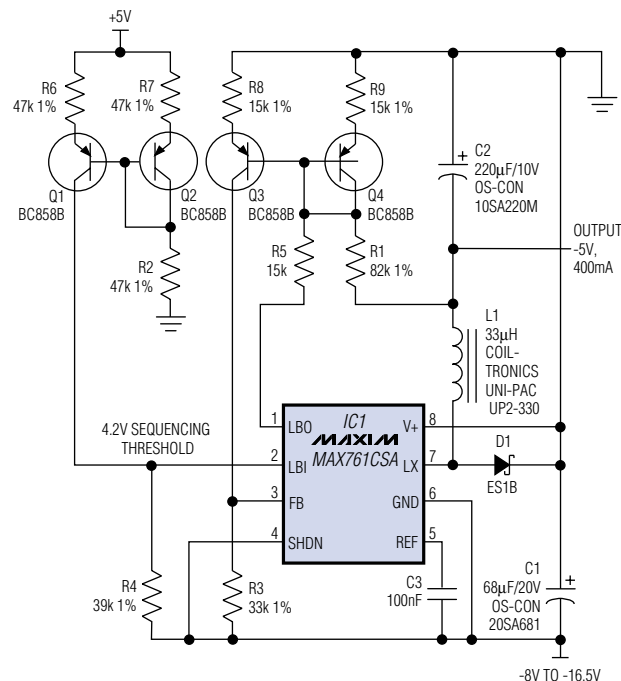 +5V
R6
47k 1%
R7
47k 1%
R8
15k 1%
R9
15k 1%
C2
+
220µF/10V
OS-CON
10SA220M
Q1
BC858B
Q2
BC858B
Q3
BC858B
Q4
BC858B
OUTPUT
-5V,
400mA
R2
47k 1%
R5
15k
R1
82k 1%
L1
33µH
COIL-
TRONICS
UNI-PAC
UP2-330
4.2V SEQUENCING
THRESHOLD
IC1
MAXIM
MAX761CSA
1 LBO
2 LBI
3 FB
4 SHDN
V+ 8
LX 7
GND 6
REF 5
D1
ES1B
R4
39k 1%
R3
33k 1%
C3
100nF
C1
+
68µF/20V
OS-CON
20SA681
-8V TO -16.5V